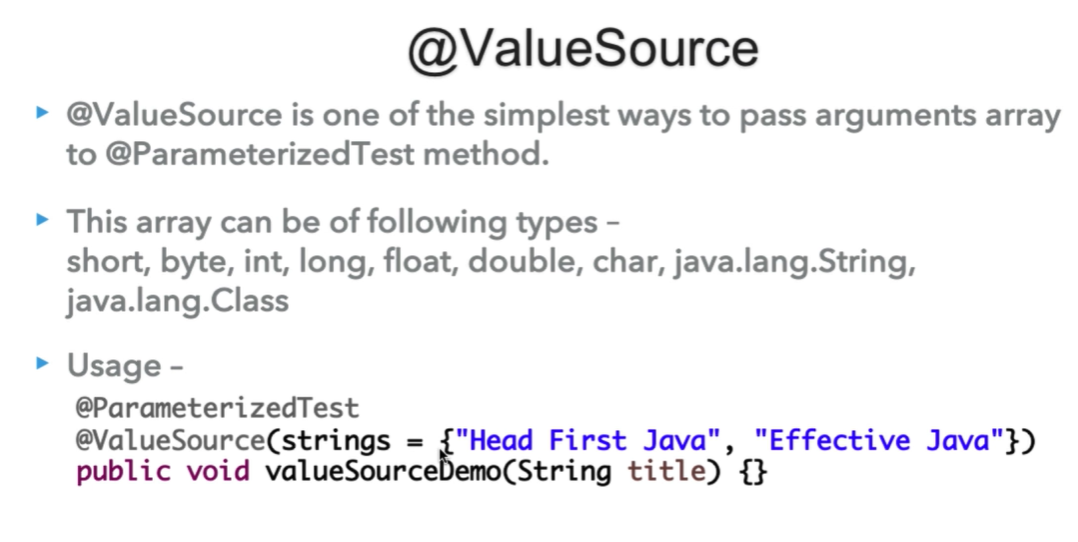 @ValueSource
@ValueSource is one of the simplest ways to pass arguments array
to @ParameterizedTest method.
This array can be of following types –
short, byte, int, long, float, double, char, java.lang.String,
java.lang.Class
Usage –
@ParameterizedTest
@ValueSource(strings = {"Head First Java", "Effective Java"})
public void valueSourceDemo(String title) {}